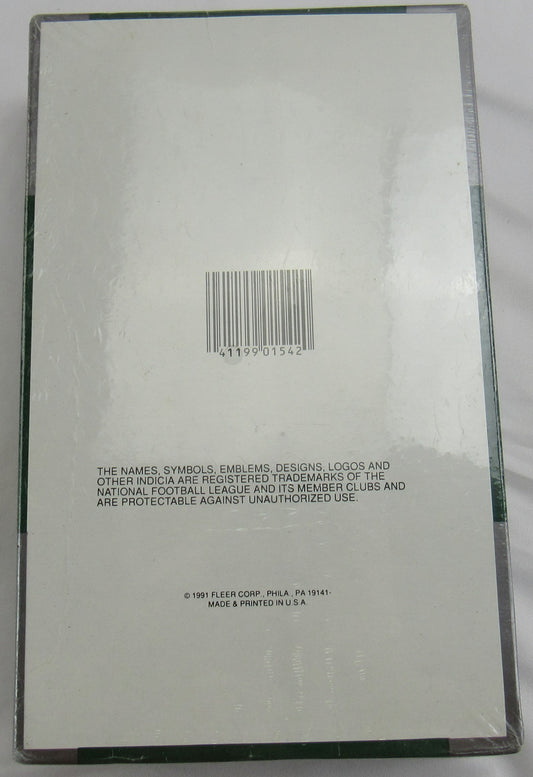 41199 01542
THE NAMES, SYMBOLS, EMBLEMS, DESIGNS, LOGOS AND
OTHER INDICIA ARE REGISTERED TRADEMARKS OF THE
NATIONAL FOOTBALL LEAGUE AND ITS MEMBER CLUBS AND
ARE PROTECTABLE AGAINST UNAUTHORIZED USE.
© 1991 FLEER CORP., PHILA., PA 19141-
MADE & PRINTED IN U.S.A.